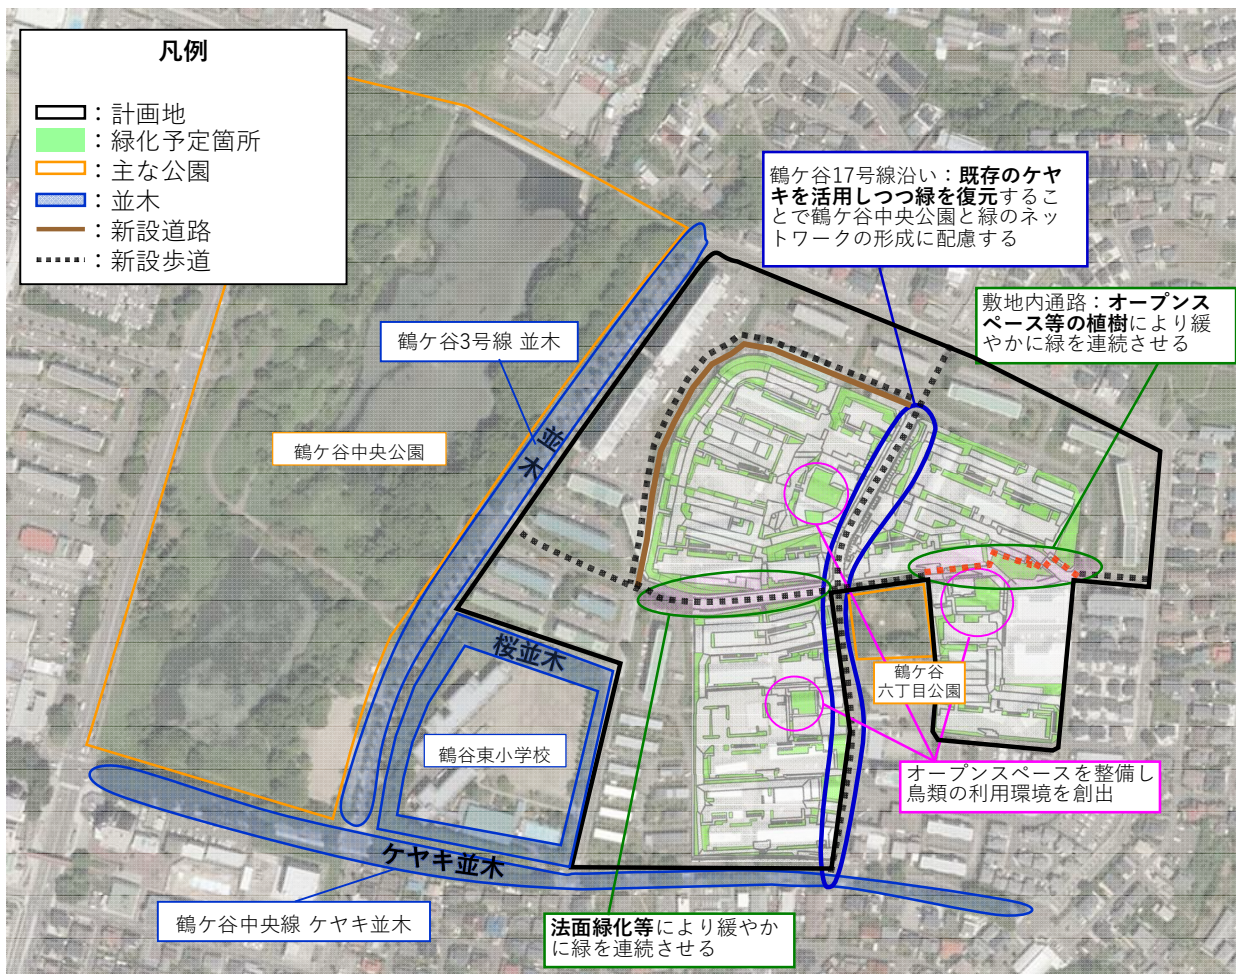 凡例
：計画地
：緑化予定箇所
：主な公園
：並木
：新設道路
：新設歩道
鶴ケ谷17号線沿い：既存のケヤ
キを活用しつつ緑を復元するこ
とで鶴ケ谷中央公園と緑のネッ
トワークの形成に配慮する
敷地内通路：オープンス
ペース等の植樹により緩
やかに緑を連続させる
鶴ケ谷3号線 並木
並木
鶴ケ谷中央公園
桜並木
鶴ケ谷
六丁目公園
鶴谷東小学校
オープンスペースを整備し
鳥類の利用環境を創出
ケヤキ並木
鶴ケ谷中央線 ケヤキ並木
法面緑化等により緩やか
に緑を連続させる